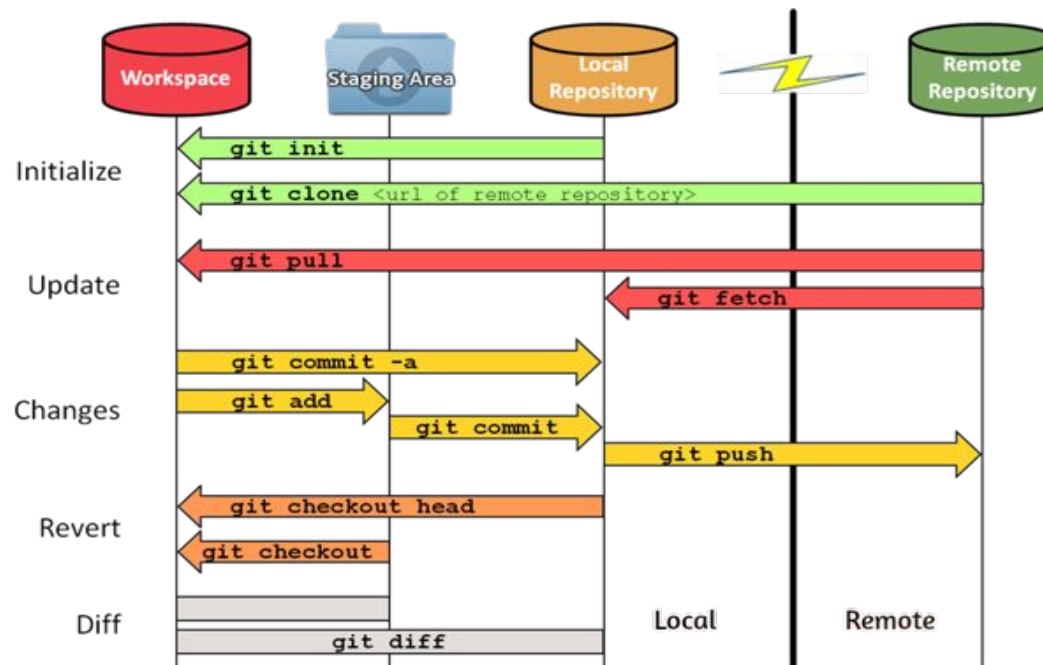 Workspace
Staging Area
Local
Repository
Remote
Repository
Initialize
git init
git clone <url of remote repository>
Update
git pull
git fetch
Changes
git commit -a
git add
git commit
git push
Revert
git checkout head
git checkout
Diff
git diff
Local
Remote